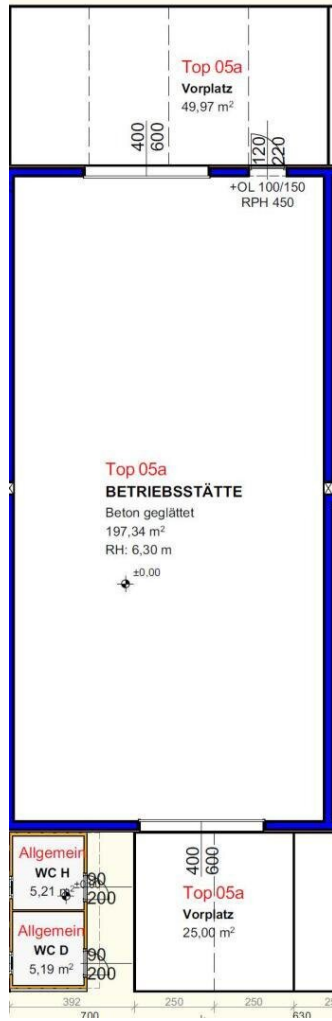 Top 05a
Vorplatz
49,97 m²
400
600
120
220
+OL 100/150
RPH 450
Top 05a
BETRIEBSSTÄTTE
Beton geglättet
197,34 m²
RH: 6,30 m
±0,00
Allgemein
WC H
5,21 m²
±0,00
90
200
Allgemein
WC D
5,19 m²
90
200
400
600
Top 05a
Vorplatz
25,00 m²
392
250
250
700
630